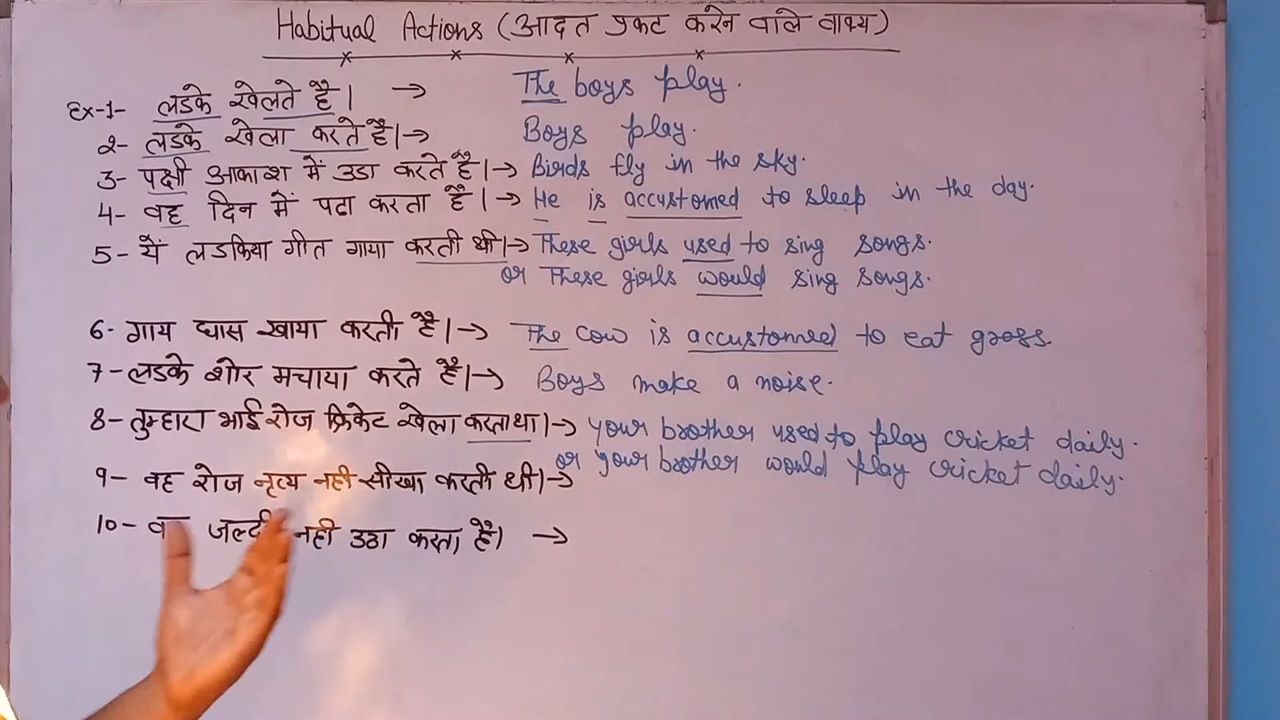 Habitual Actions (आदत प्रकट करने वाले वाक्य)
Ex-1- लडके खेलते है। → The boys play.
2- लडके खेला करते है।→ Boys play.
3- पक्षी आकाश में उडा करते है।→ Birds fly in the sky.
4- वह दिन में पढा करता है।→ He is accustomed to sleep in the day.
5- यें लडकिया गीत गाया करती थी।→ These girls used to sing songs.
or These girls would sing songs.
6- गाय घास खाया करती है।→ The cow is accustomed to eat grass.
7- लडके शोर मचाया करते है।→ Boys make a noise.
8- तुम्हारा भाई रोज क्रिकेट खेला करता था।→ your brother used to play cricket daily.
or your brother would play cricket daily.
9- वह रोज नृत्य नही सीखा करती थी।→
10- जल्दी नही उठा करता है। →